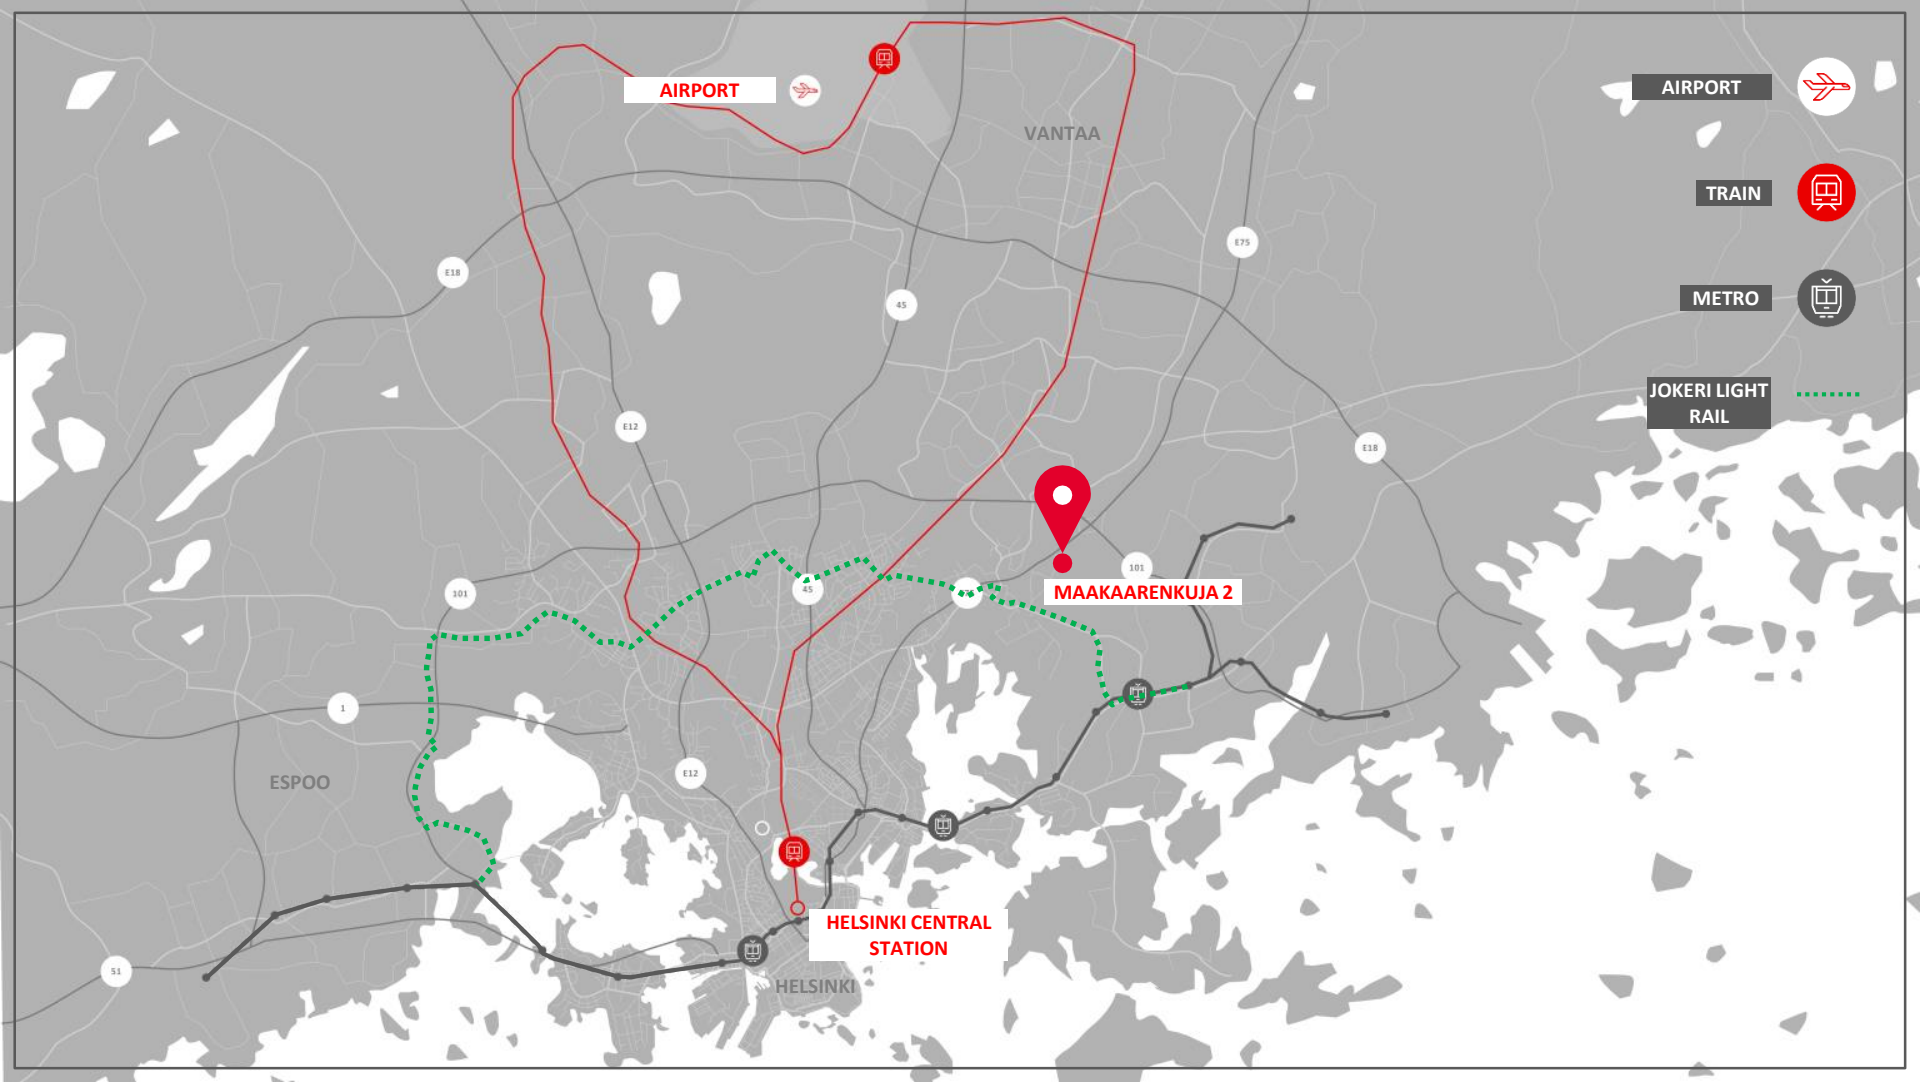 AIRPORT
VANTAA
AIRPORT
TRAIN
E75
E18
METRO
45
JOKERI LIGHT
RAIL
E12
E18
101
101
45
MAAKAARENKUJA 2
1
E12
ESPOO
HELSINKI CENTRAL
STATION
51
HELSINKI